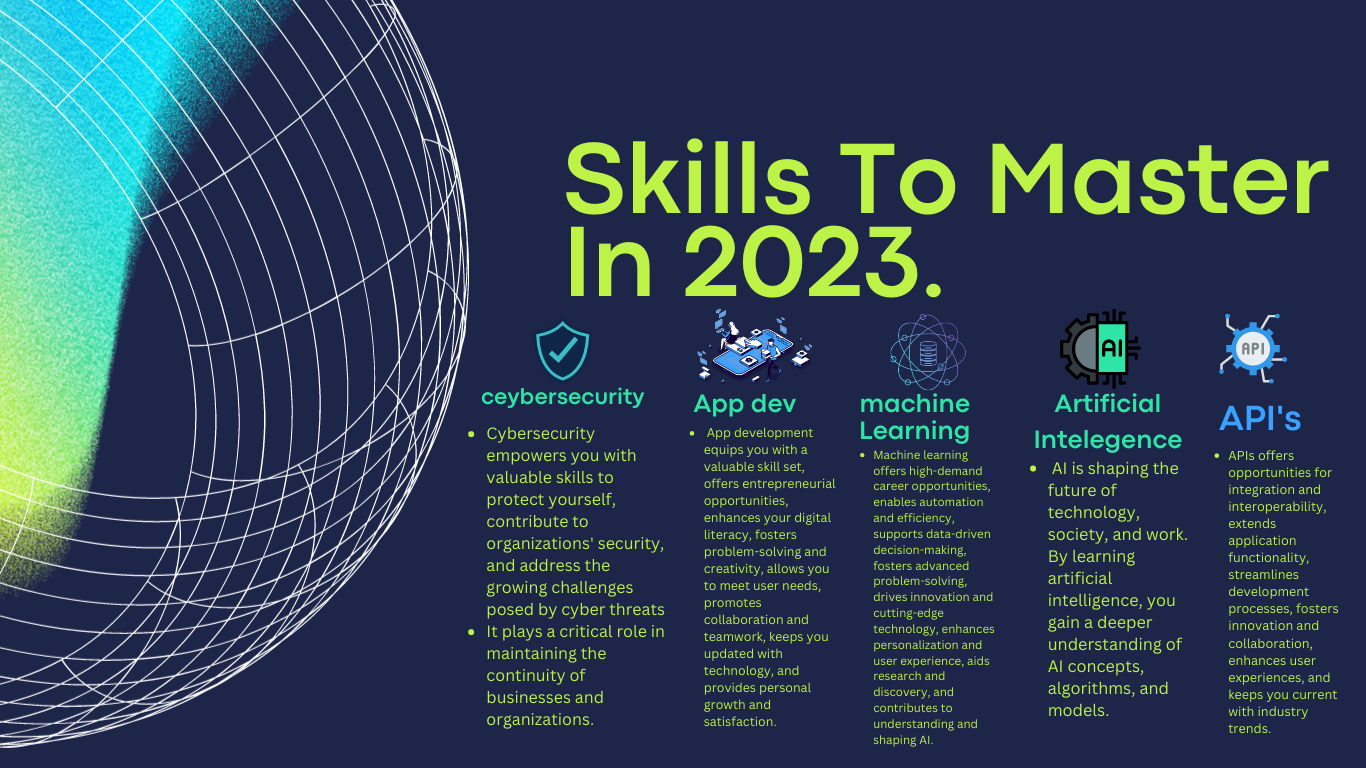 Skills To Master
In 2023.
ceybersecurity
• Cybersecurity
empowers you with
valuable skills to
protect yourself,
contribute to
organizations' security,
and address the
growing challenges
posed by cyber threats
• It plays a critical role in
maintaining the
continuity of
businesses and
organizations.
App dev
• App development
equips you with a
valuable skill set,
offers entrepreneurial
opportunities,
enhances your digital
literacy, fosters
problem-solving and
creativity, allows you
to meet user needs,
promotes
collaboration and
teamwork, keeps you
updated with
technology, and
provides personal
growth and
satisfaction.
machine
Learning
• Machine learning
offers high-demand
career opportunities,
enables automation
and efficiency,
supports data-driven
decision-making,
fosters advanced
problem-solving,
drives innovation and
cutting-edge
technology, enhances
personalization and
user experience, aids
research and
discovery, and
contributes to
understanding and
shaping AI.
AI
Artificial
Intelegence
• AI is shaping the
future of
technology,
society, and work.
By learning
artificial
intelligence, you
gain a deeper
understanding of
AI concepts,
algorithms, and
models.
API
API's
• APIs offers
opportunities for
integration and
interoperability,
extends
application
functionality,
streamlines
development
processes, fosters
innovation and
collaboration,
enhances user
experiences, and
keeps you current
with industry
trends.